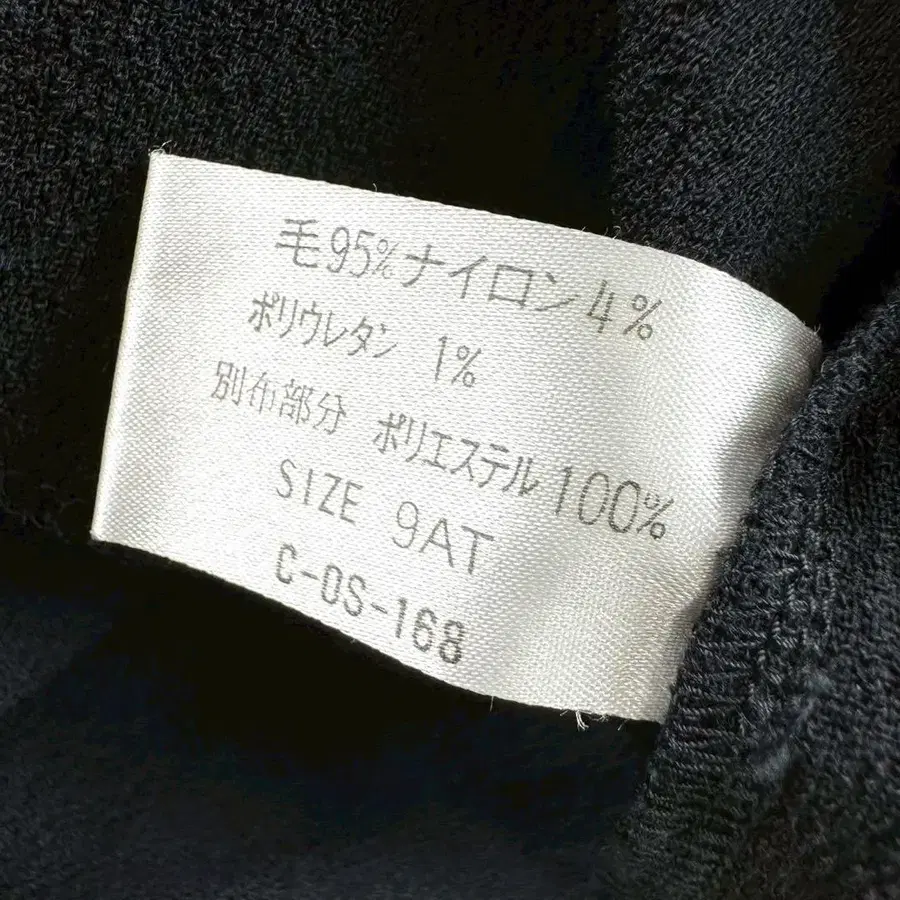 毛95%ナイロン4%
ポリウレタン 1%
別布部分 ポリエステル100%
SIZE 9AT
C-OS-168